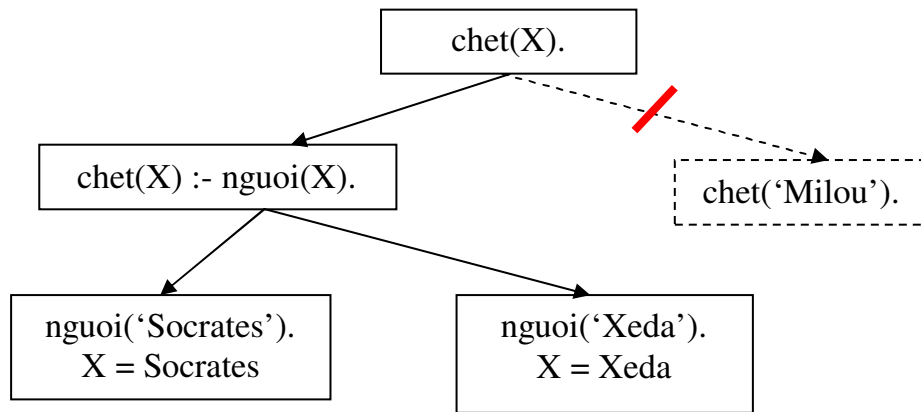 chet(X).
chet(X) :- nguoi(X).
chet(‘Milou’).
nguoi(‘Socrates’).
X = Socrates
nguoi(‘Xeda’).
X = Xeda